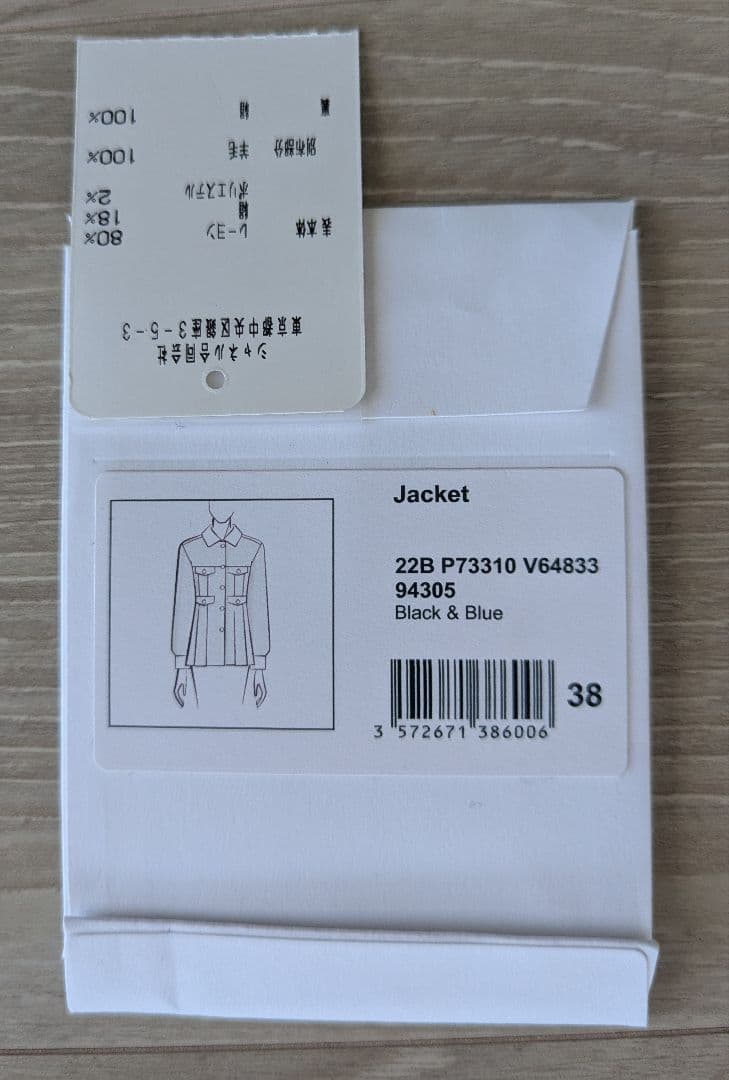 シャネル合同会社
東京都中央区銀座3-5-3
表 本体 レーヨン 80%
絹 18%
ポリエステル 2%
別布部分 羊毛 100%
裏 絹 100%
Jacket
22B P73310 V64833
94305
Black & Blue
38
3 572671 386006